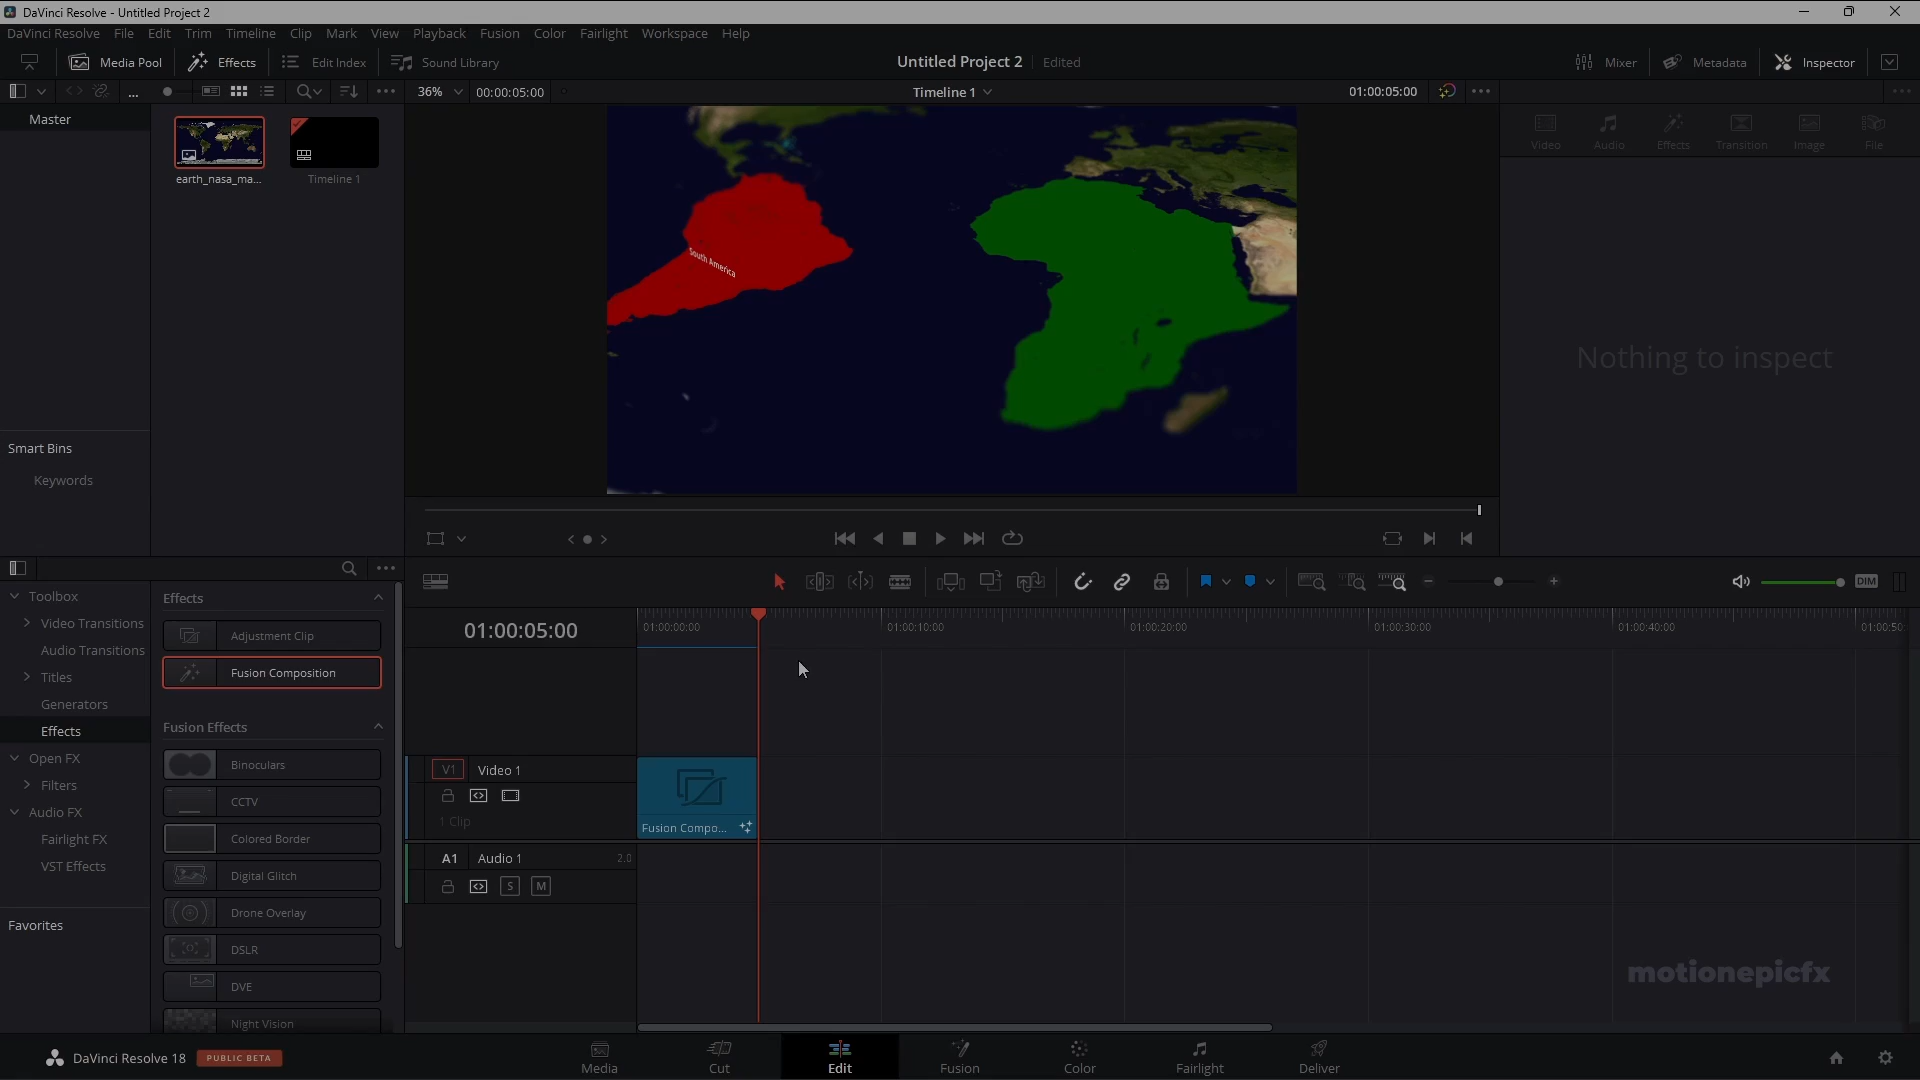 DaVinci Resolve - Untitled Project 2
DaVinci Resolve File Edit Trim Timeline Clip Mark View Playback Fusion Color Fairlight Workspace Help
Media Pool Effects Edit Index Sound Library Untitled Project 2 Edited Mixer Metadata Inspector
36% 00:00:05:00 Timeline 1 01:00:05:00
Master
earth_nasa_ma... Timeline 1
Video Audio Effects Transition Image File
South America
Nothing to inspect
Smart Bins
Keywords
Toolbox
Video Transitions
Audio Transitions
Titles
Generators
Effects
Open FX
Filters
Audio FX
Fairlight FX
VST Effects
Favorites
Effects
Adjustment Clip
Fusion Composition
Fusion Effects
Binoculars
CCTV
Colored Border
Digital Glitch
Drone Overlay
DSLR
DVE
Night Vision
DIM
01:00:05:00
01:00:00:00 01:00:10:00 01:00:20:00 01:00:30:00 01:00:40:00 01:00:50
V1 Video 1
1 Clip
Fusion Compo...
A1 Audio 1 2.0
S M
motionepicfx
DaVinci Resolve 18 PUBLIC BETA
Media Cut Edit Fusion Color Fairlight Deliver